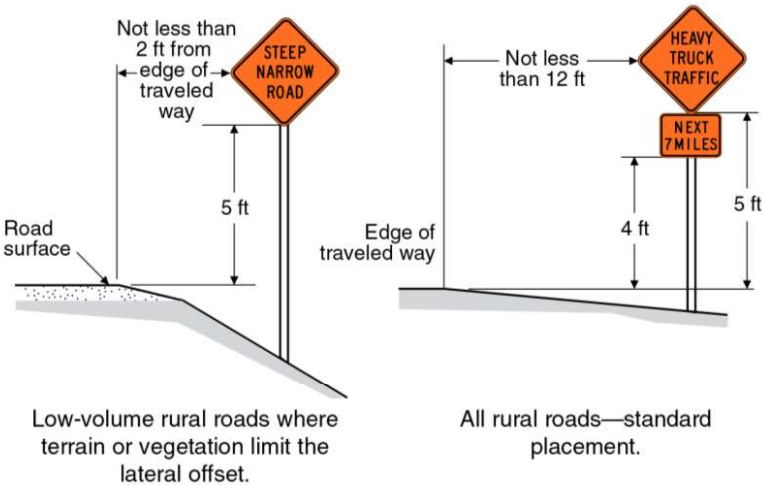 Not less than
2 ft from
edge of
traveled
way
STEEP
NARROW
ROAD
5 ft
Road
surface
Low-volume rural roads where
terrain or vegetation limit the
lateral offset.
Not less
than 12 ft
HEAVY
TRUCK
TRAFFIC
NEXT
7 MILES
4 ft
5 ft
Edge of
traveled way
All rural roads—standard
placement.